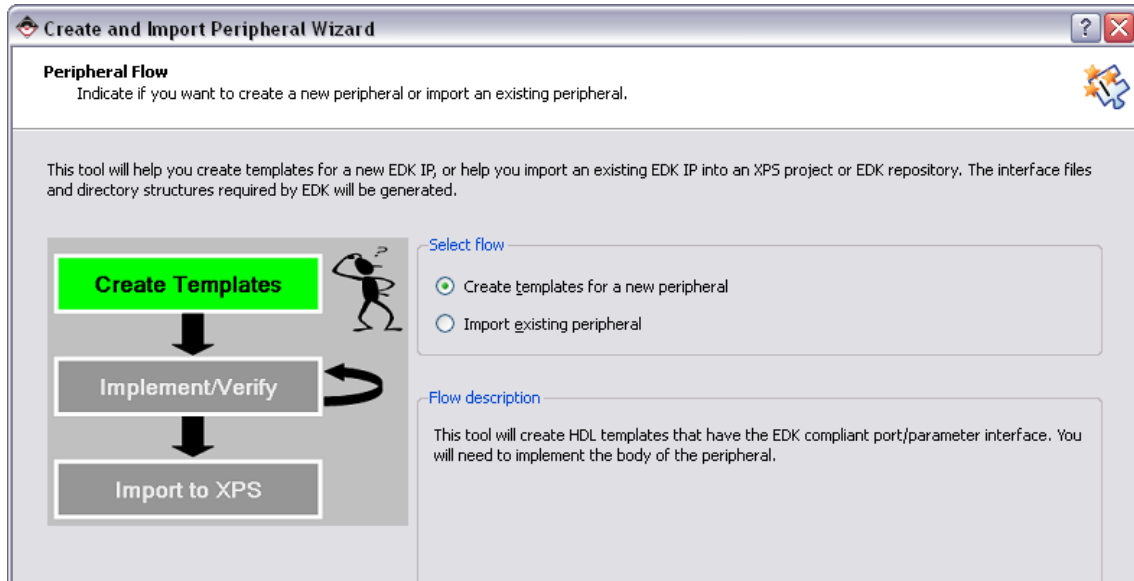 Create and Import Peripheral Wizard
Peripheral Flow
Indicate if you want to create a new peripheral or import an existing peripheral.
This tool will help you create templates for a new EDK IP, or help you import an existing EDK IP into an XPS project or EDK repository. The interface files
and directory structures required by EDK will be generated.
Create Templates
?
Implement/Verify
Import to XPS
Select flow
Create templates for a new peripheral
Import existing peripheral
Flow description
This tool will create HDL templates that have the EDK compliant port/parameter interface. You
will need to implement the body of the peripheral.